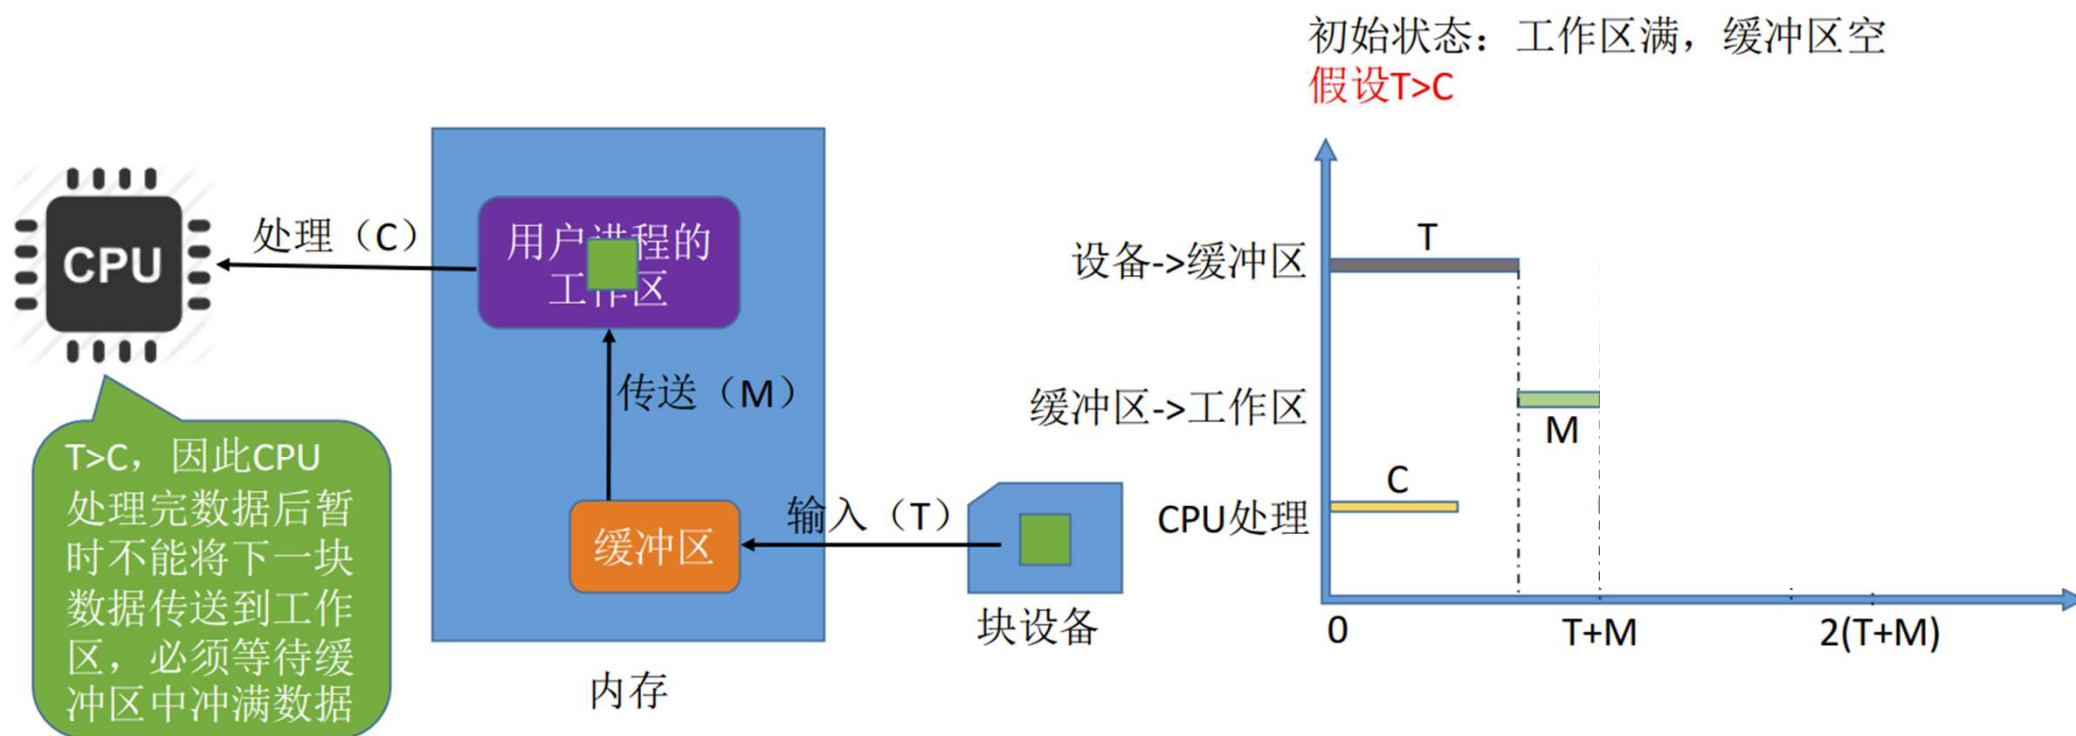 初始状态：工作区满，缓冲区空
假设T>C
CPU
处理（C）
用户进程的
工作区
传送（M）
缓冲区
输入（T）
块设备
内存
T>C，因此CPU
处理完数据后暂
时不能将下一块
数据传送到工作
区，必须等待缓
冲区中冲满数据
设备->缓冲区
T
缓冲区->工作区
M
CPU处理
C
0
T+M
2(T+M)